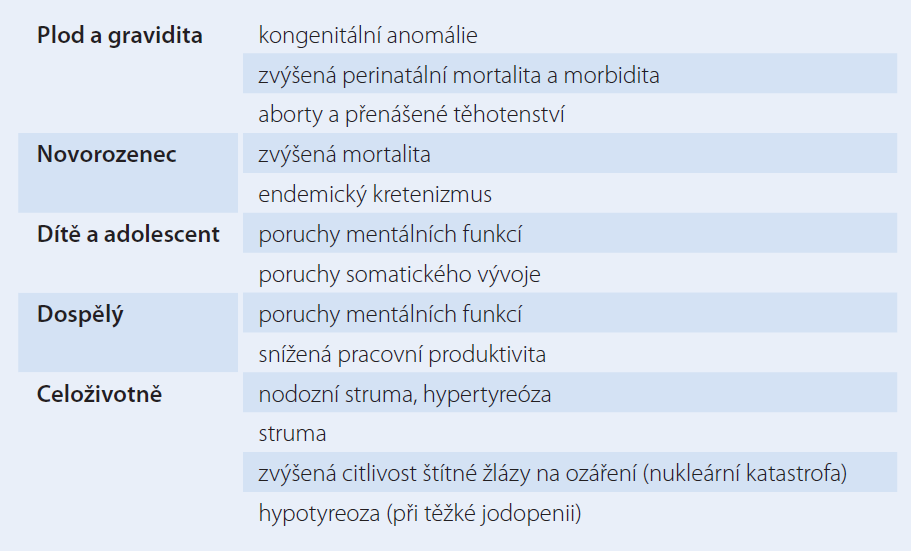 Plod a gravidita kongenitální anomálie
zvýšená perinatální mortalita a morbidita
aborty a přenášené těhotenství
Novorozenec zvýšená mortalita
endemický kretenizmus
Dítě a adolescent poruchy mentálních funkcí
poruchy somatického vývoje
Dospělý poruchy mentálních funkcí
snížená pracovní produktivita
Celoživotně nodozní struma, hypertyreóza
struma
zvýšená citlivost štítné žlázy na ozáření (nukleární katastrofa)
hypotyreoza (při těžké jodopenii)